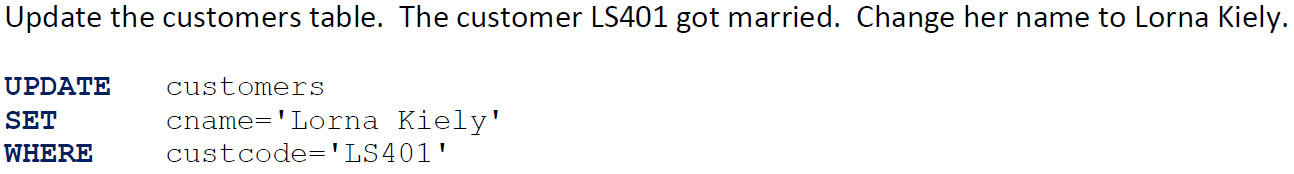 Update the customers table.  The customer LS401 got married.  Change her name to Lorna Kiely.
UPDATE customers
SET cname='Lorna Kiely'
WHERE custcode='LS401'